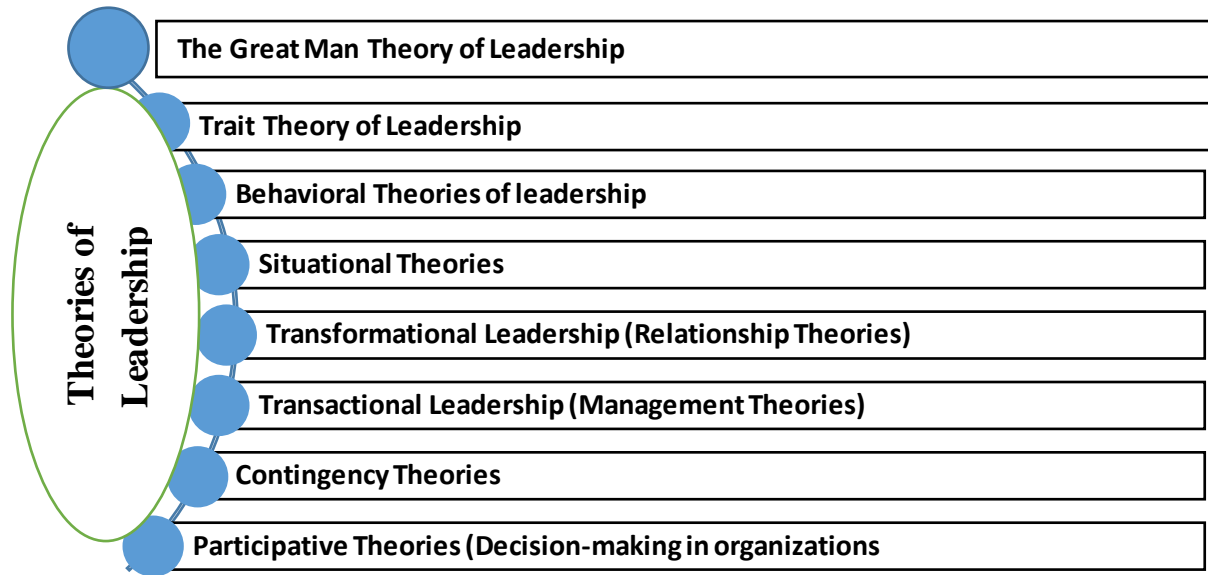 Theories of
Leadership
The Great Man Theory of Leadership
Trait Theory of Leadership
Behavioral Theories of leadership
Situational Theories
Transformational Leadership (Relationship Theories)
Transactional Leadership (Management Theories)
Contingency Theories
Participative Theories (Decision-making in organizations